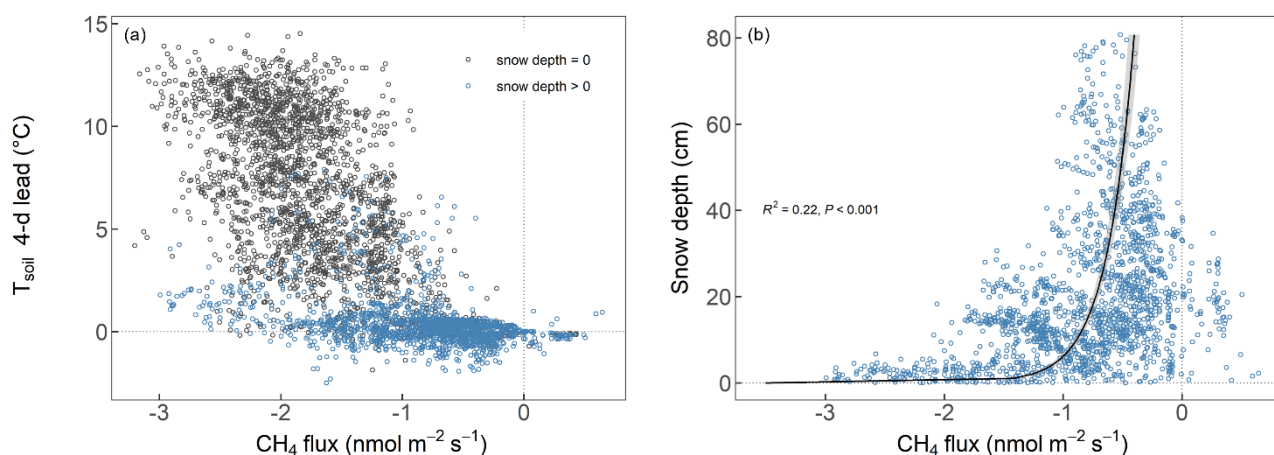 (a)
snow depth = 0
snow depth > 0
15
10
5
0
T_soil 4-d lead (°C)
-3 -2 -1 0
CH₄ flux (nmol m⁻² s⁻¹)
(b)
80
60
40
20
0
Snow depth (cm)
R² = 0.22, P < 0.001
-3 -2 -1 0
CH₄ flux (nmol m⁻² s⁻¹)